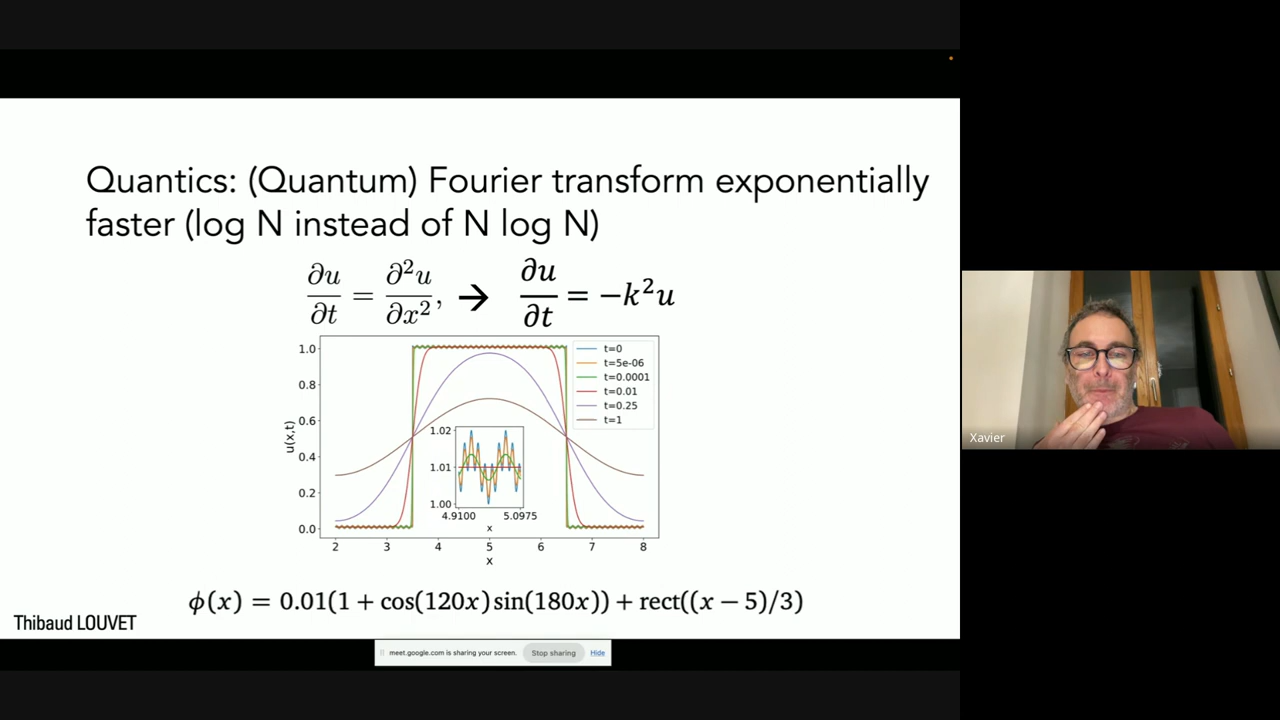 Quantics: (Quantum) Fourier transform exponentially
faster (log N instead of N log N)
∂u/∂t = ∂²u/∂x², → ∂u/∂t = −k²u
u(x,t)
1.0
0.8
0.6
0.4
0.2
0.0
2 3 4 5 6 7 8
x
t=0
t=5e-06
t=0.0001
t=0.01
t=0.25
t=1
1.02
1.01
1.00
4.9100 5.0975
x
ϕ(x) = 0.01(1 + cos(120x)sin(180x)) + rect((x − 5)/3)
Thibaud LOUVET
meet.google.com is sharing your screen. Stop sharing Hide
Xavier